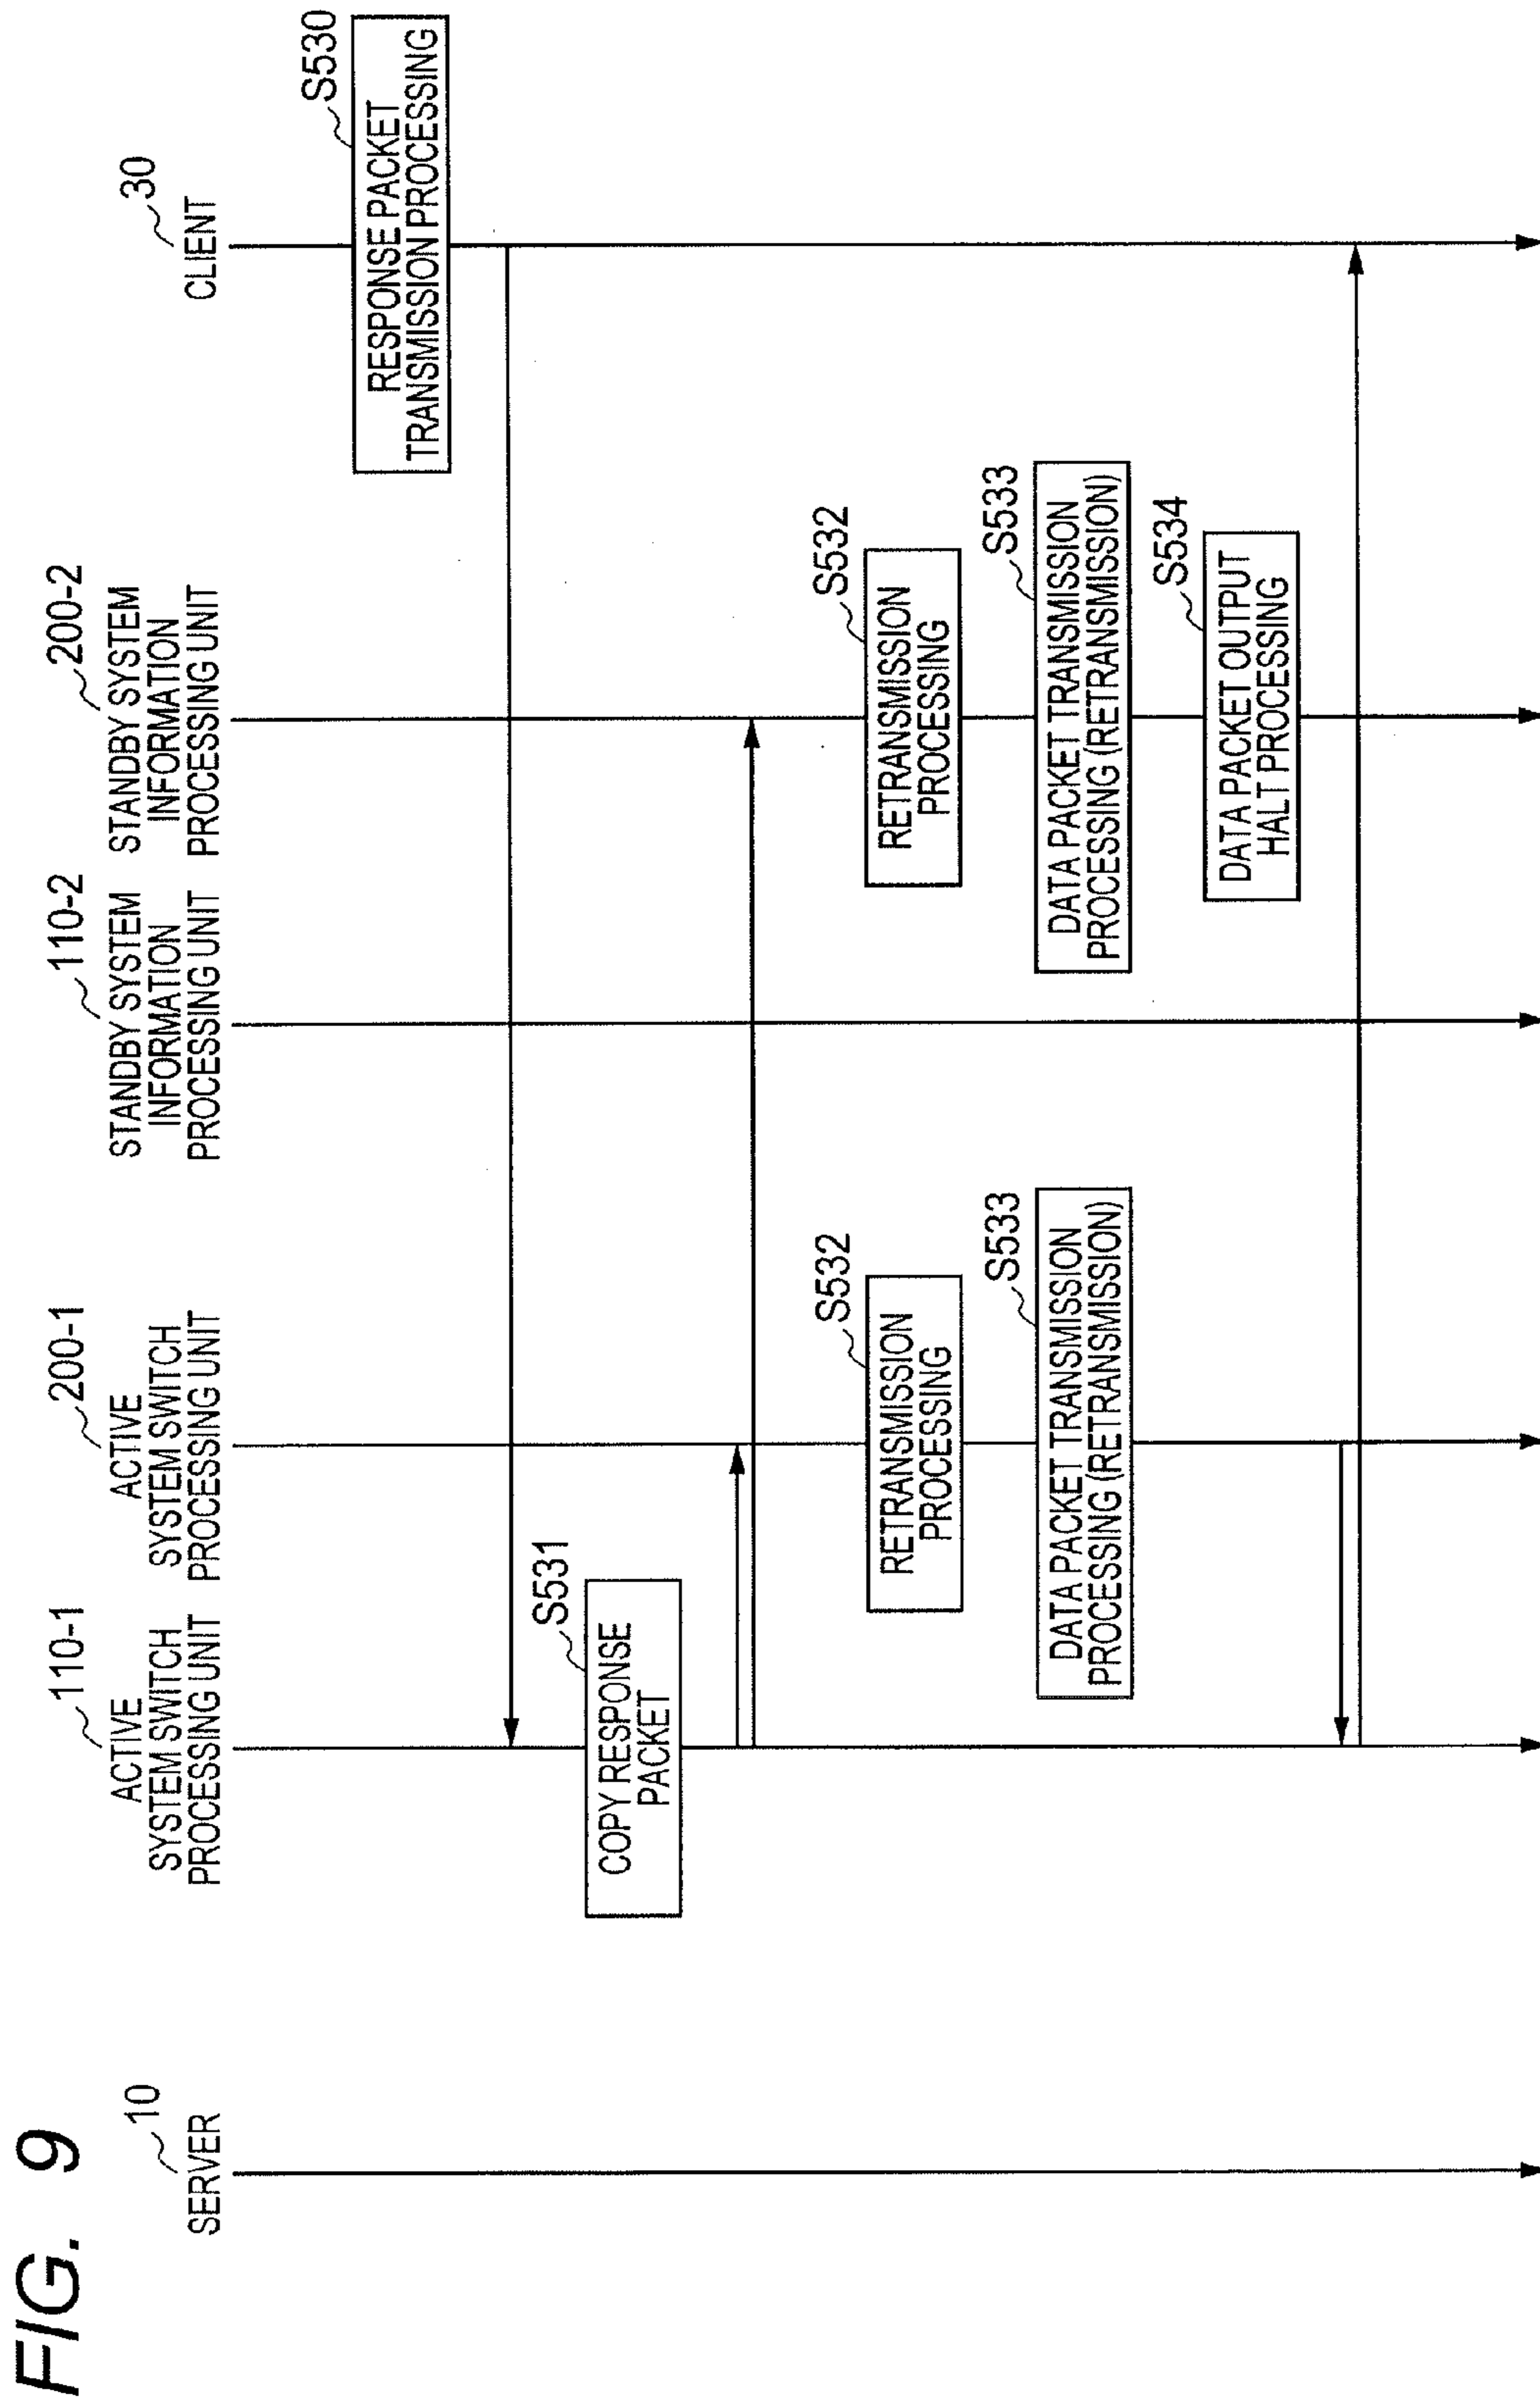 FIG. 9
10
SERVER
110-1
ACTIVE
SYSTEM SWITCH
PROCESSING UNIT
200-1
ACTIVE
SYSTEM SWITCH
PROCESSING UNIT
110-2
STANDBY SYSTEM
INFORMATION
PROCESSING UNIT
200-2
STANDBY SYSTEM
INFORMATION
PROCESSING UNIT
30
CLIENT
S530
RESPONSE PACKET
TRANSMISSION PROCESSING
S531
COPY RESPONSE
PACKET
S532
RETRANSMISSION
PROCESSING
S532
RETRANSMISSION
PROCESSING
S533
DATA PACKET TRANSMISSION
PROCESSING (RETRANSMISSION)
S533
DATA PACKET TRANSMISSION
PROCESSING (RETRANSMISSION)
S534
DATA PACKET OUTPUT
HALT PROCESSING